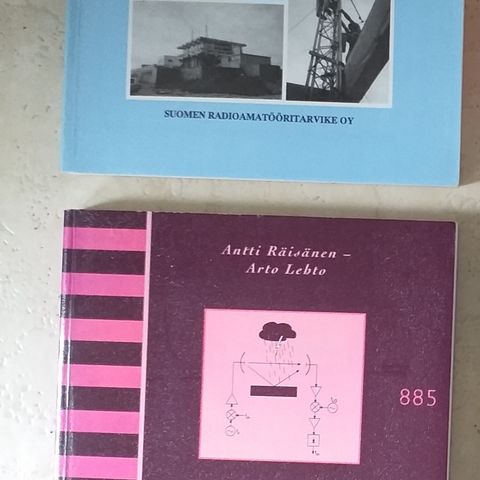 SUOMEN RADIOAMATÖÖRITARVIKE OY
Antti Räisänen –
Arto Lehto
885